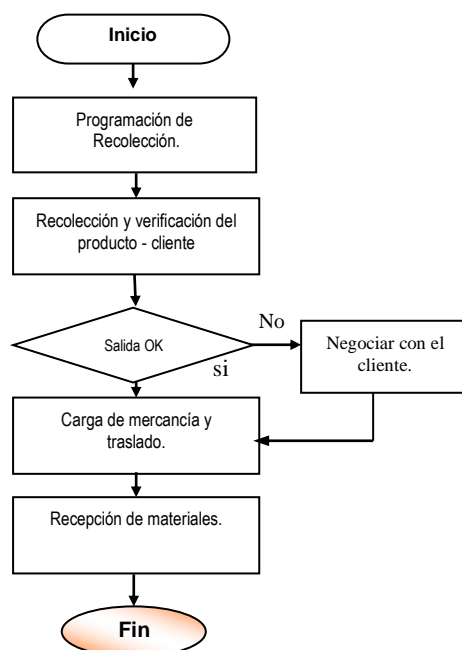 Inicio
Programación de
Recolección.
Recolección y verificación del
producto - cliente
Salida OK
No
si
Negociar con el
cliente.
Carga de mercancía y
traslado.
Recepción de materiales.
Fin